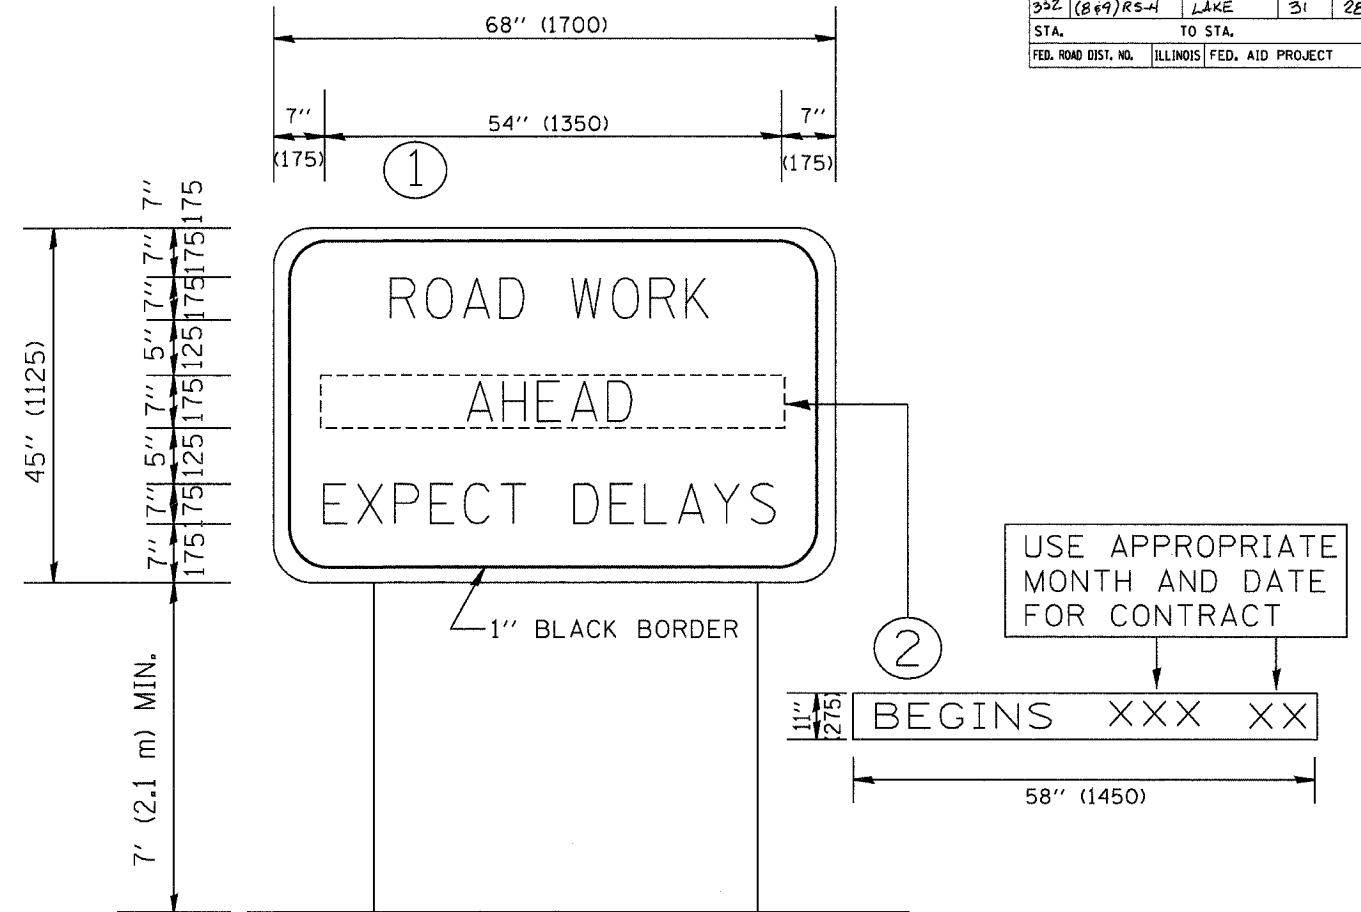 332 (8&9)RS-4 LAKE 31 28
STA. TO STA.
FED. ROAD DIST. NO. ILLINOIS FED. AID PROJECT
68'' (1700)
7'' 54'' (1350) 7''
(175) (175)
1
7'' 175
7'' 175
7'' 175
5'' 125
7'' 175
5'' 125
7'' 175
7'' 175
45'' (1125)
ROAD WORK
AHEAD
EXPECT DELAYS
1'' BLACK BORDER
7' (2.1 m) MIN.
2
USE APPROPRIATE
MONTH AND DATE
FOR CONTRACT
11'' (275)
BEGINS XXX XX
58'' (1450)